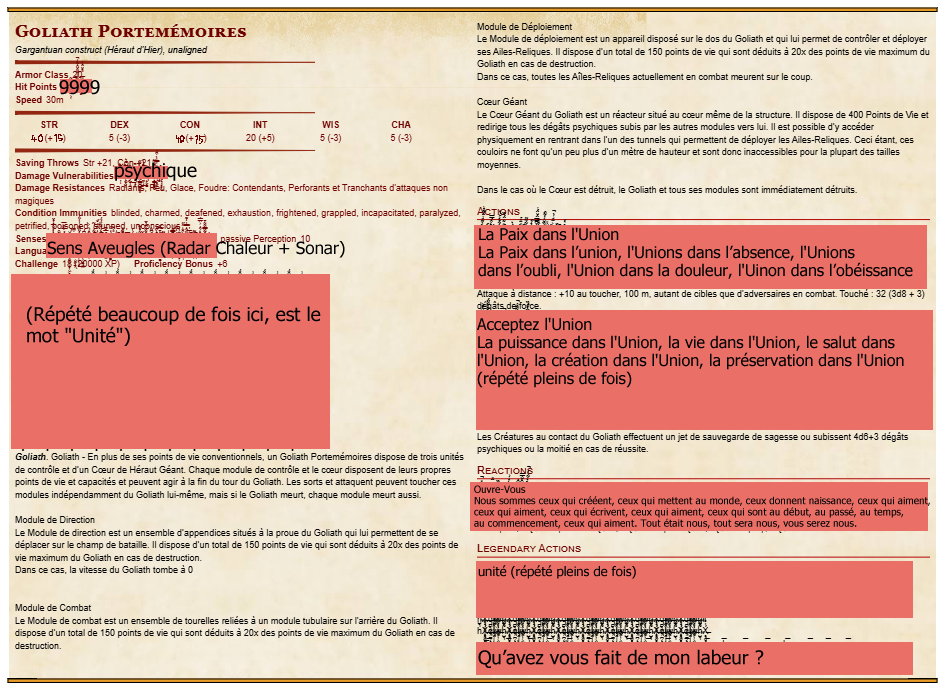 Goliath Portemémoires
Gargantuan construct (Héraut d'Hier), unaligned
Armor Class 20
Hit Points 9999
Speed 30m
STR DEX CON INT WIS CHA
40 (+15) 5 (-3) 40 (+15) 20 (+5) 5 (-3) 5 (-3)
Saving Throws Str +21, Con +21
Damage Vulnerabilities psychique
Damage Resistances Radiant, Feu, Glace, Foudre: Contendants, Perforants et Tranchants d'attaques non
magiques
Condition Immunities blinded, charmed, deafened, exhaustion, frightened, grappled, incapacitated, paralyzed,
petrified, poisoned, stunned, unconscious
Senses Sens Aveugles (Radar Chaleur + Sonar) passive Perception 10
Challenge 18 (20000 XP) Proficiency Bonus +6
(Répété beaucoup de fois ici, est le
mot "Unité")
Goliath. Goliath - En plus de ses points de vie conventionnels, un Goliath Portemémoires dispose de trois unités
de contrôle et d'un Cœur de Héraut Géant. Chaque module de contrôle et le cœur disposent de leurs propres
points de vie et capacités et peuvent agir à la fin du tour du Goliath. Les sorts et attaquent peuvent toucher ces
modules indépendamment du Goliath lui-même, mais si le Goliath meurt, chaque module meurt aussi.
Module de Direction
Le Module de direction est un ensemble d'appendices situés à la proue du Goliath qui lui permettent de se
déplacer sur le champ de bataille. Il dispose d'un total de 150 points de vie qui sont déduits à 20x des points de
vie maximum du Goliath en cas de destruction.
Dans ce cas, la vitesse du Goliath tombe à 0
Module de Combat
Le Module de combat est un ensemble de tourelles reliées à un module tubulaire sur l'arrière du Goliath. Il
dispose d'un total de 150 points de vie qui sont déduits à 20x des points de vie maximum du Goliath en cas de
destruction.
Module de Déploiement
Le Module de déploiement est un appareil disposé sur le dos du Goliath et qui lui permet de contrôler et déployer
ses Ailes-Reliques. Il dispose d'un total de 150 points de vie qui sont déduits à 20x des points de vie maximum du
Goliath en cas de destruction.
Dans ce cas, toutes les Aîles-Reliques actuellement en combat meurent sur le coup.
Cœur Géant
Le Cœur Géant du Goliath est un réacteur situé au cœur même de la structure. Il dispose de 400 Points de Vie et
redirige tous les dégâts psychiques subis par les autres modules vers lui. Il est possible d'y accéder
physiquement en rentrant dans l'un des tunnels qui permettent de déployer les Ailes-Reliques. Ceci étant, ces
couloirs ne font qu'un peu plus d'un mètre de hauteur et sont donc inaccessibles pour la plupart des tailles
moyennes.
Dans le cas où le Cœur est détruit, le Goliath et tous ses modules sont immédiatement détruits.
Actions
La Paix dans l'Union
La Paix dans l'union, l'Unions dans l'absence, l'Unions
dans l'oubli, l'Union dans la douleur, l'Uinon dans l'obéissance
Attaque à distance : +10 au toucher, 100 m, autant de cibles que d'adversaires en combat. Touché : 32 (3d8 + 3)
dégâts de force.
Acceptez l'Union
La puissance dans l'Union, la vie dans l'Union, le salut dans
l'Union, la création dans l'Union, la préservation dans l'Union
(répété pleins de fois)
Les Créatures au contact du Goliath effectuent un jet de sauvegarde de sagesse ou subissent 4d6+3 dégâts
psychiques ou la moitié en cas de réussite.
Reactions
Ouvre-Vous
Nous sommes ceux qui crééent, ceux qui mettent au monde, ceux donnent naissance, ceux qui aiment,
ceux qui aiment, ceux qui écrivent, ceux qui aiment, ceux qui sont au début, au passé, au temps,
au commencement, ceux qui aiment. Tout était nous, tout sera nous, vous serez nous.
Legendary Actions
unité (répété pleins de fois)
Qu'avez vous fait de mon labeur ?